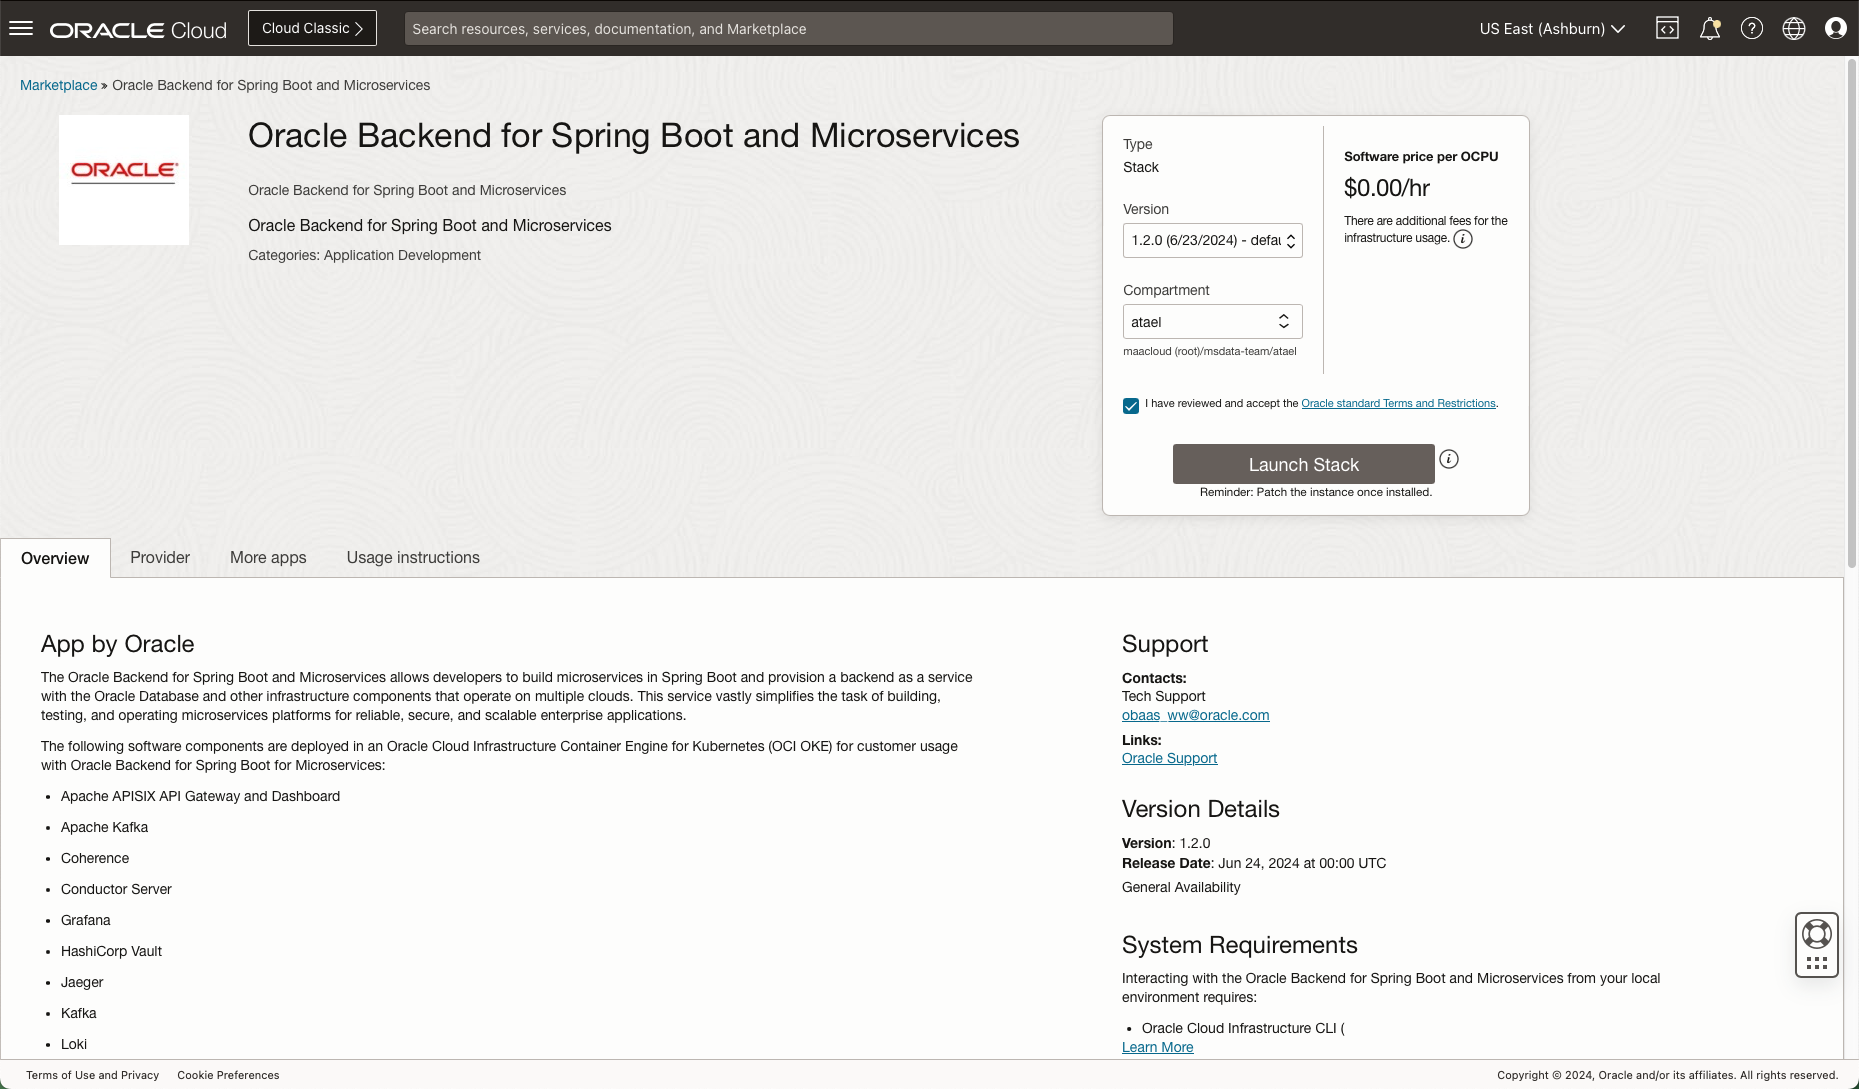 ORACLE Cloud
Cloud Classic
Search resources, services, documentation, and Marketplace
US East (Ashburn)
Marketplace » Oracle Backend for Spring Boot and Microservices
ORACLE
Oracle Backend for Spring Boot and Microservices
Oracle Backend for Spring Boot and Microservices
Oracle Backend for Spring Boot and Microservices
Categories: Application Development
Type
Stack
Version
1.2.0 (6/23/2024) - defau
Compartment
atael
maacloud (root)/msdata-team/atael
Software price per OCPU
$0.00/hr
There are additional fees for the
infrastructure usage.
I have reviewed and accept the Oracle standard Terms and Restrictions.
Launch Stack
Reminder: Patch the instance once installed.
Overview
Provider
More apps
Usage instructions
App by Oracle
The Oracle Backend for Spring Boot and Microservices allows developers to build microservices in Spring Boot and provision a backend as a service
with the Oracle Database and other infrastructure components that operate on multiple clouds. This service vastly simplifies the task of building,
testing, and operating microservices platforms for reliable, secure, and scalable enterprise applications.
The following software components are deployed in an Oracle Cloud Infrastructure Container Engine for Kubernetes (OCI OKE) for customer usage
with Oracle Backend for Spring Boot for Microservices:
• Apache APISIX API Gateway and Dashboard
• Apache Kafka
• Coherence
• Conductor Server
• Grafana
• HashiCorp Vault
• Jaeger
• Kafka
• Loki
Support
Contacts:
Tech Support
obaas_ww@oracle.com
Links:
Oracle Support
Version Details
Version: 1.2.0
Release Date: Jun 24, 2024 at 00:00 UTC
General Availability
System Requirements
Interacting with the Oracle Backend for Spring Boot and Microservices from your local
environment requires:
• Oracle Cloud Infrastructure CLI (
Learn More
Terms of Use and Privacy
Cookie Preferences
Copyright © 2024, Oracle and/or its affiliates. All rights reserved.